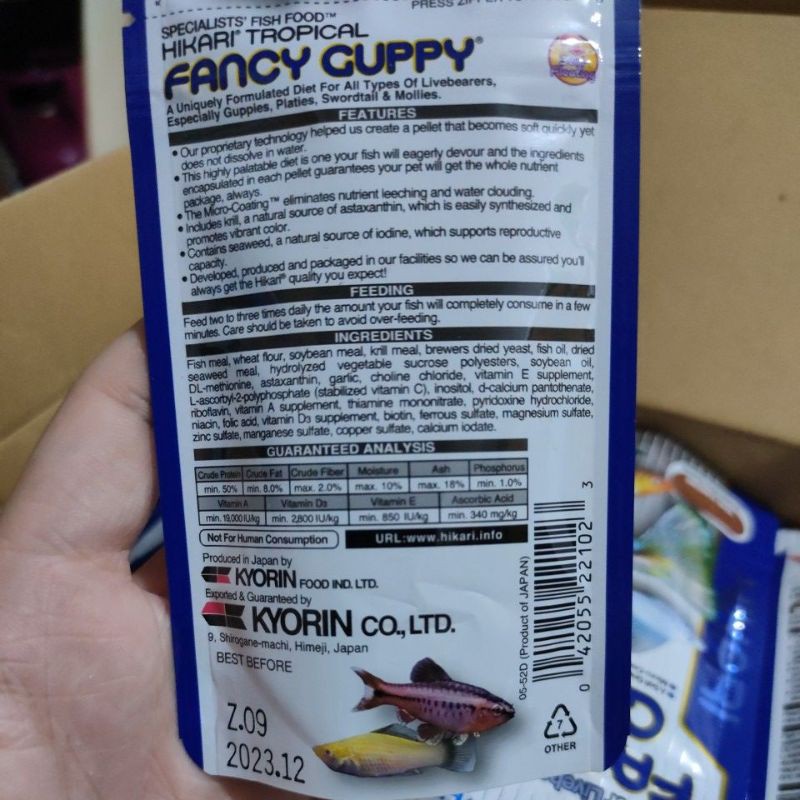 PRESS ZIPPER
SPECIALISTS' FISH FOOD™
HIKARI® TROPICAL
FANCY GUPPY®
A Uniquely Formulated Diet For All Types Of Livebearers,
Especially Guppies, Platies, Swordtail & Mollies.
FEATURES
• Our proprietary technology helped us create a pellet that becomes soft quickly yet
does not dissolve in water.
• This highly palatable diet is one your fish will eagerly devour and the ingredients
encapsulated in each pellet guarantees your pet will get the whole nutrient
package, always.
• The Micro-Coating™ eliminates nutrient leeching and water clouding.
• Includes krill, a natural source of astaxanthin, which is easily synthesized and
promotes vibrant color.
• Contains seaweed, a natural source of iodine, which supports reproductive
capacity.
• Developed, produced and packaged in our facilities so we can be assured you'll
always get the Hikari® quality you expect!
FEEDING
Feed two to three times daily the amount your fish will completely consume in a few
minutes. Care should be taken to avoid over-feeding.
INGREDIENTS
Fish meal, wheat flour, soybean meal, krill meal, brewers dried yeast, fish oil, dried
seaweed meal, hydrolyzed vegetable sucrose polyesters, soybean oil,
DL-methionine, astaxanthin, garlic, choline chloride, vitamin E supplement,
L-ascorbyl-2-polyphosphate (stabilized vitamin C), inositol, d-calcium pantothenate,
riboflavin, vitamin A supplement, thiamine mononitrate, pyridoxine hydrochloride,
niacin, folic acid, vitamin D3 supplement, biotin, ferrous sulfate, magnesium sulfate,
zinc sulfate, manganese sulfate, copper sulfate, calcium iodate.
GUARANTEED ANALYSIS
Crude Protein Crude Fat Crude Fiber Moisture Ash Phosphorus
min. 50% min. 8.0% max. 2.0% max. 10% max. 18% min. 1.0%
Vitamin A Vitamin D3 Vitamin E Ascorbic Acid
min. 19,000 IU/kg min. 2,800 IU/kg min. 850 IU/kg min. 340 mg/kg
Not For Human Consumption URL:www.hikari.info
Produced in Japan by
KYORIN FOOD IND. LTD.
Exported & Guaranteed by
KYORIN CO., LTD.
9, Shirogane-machi, Himeji, Japan
BEST BEFORE
Z.09
2023.12
05-52D (Product of JAPAN)
0 42055 22102 3
7
OTHER